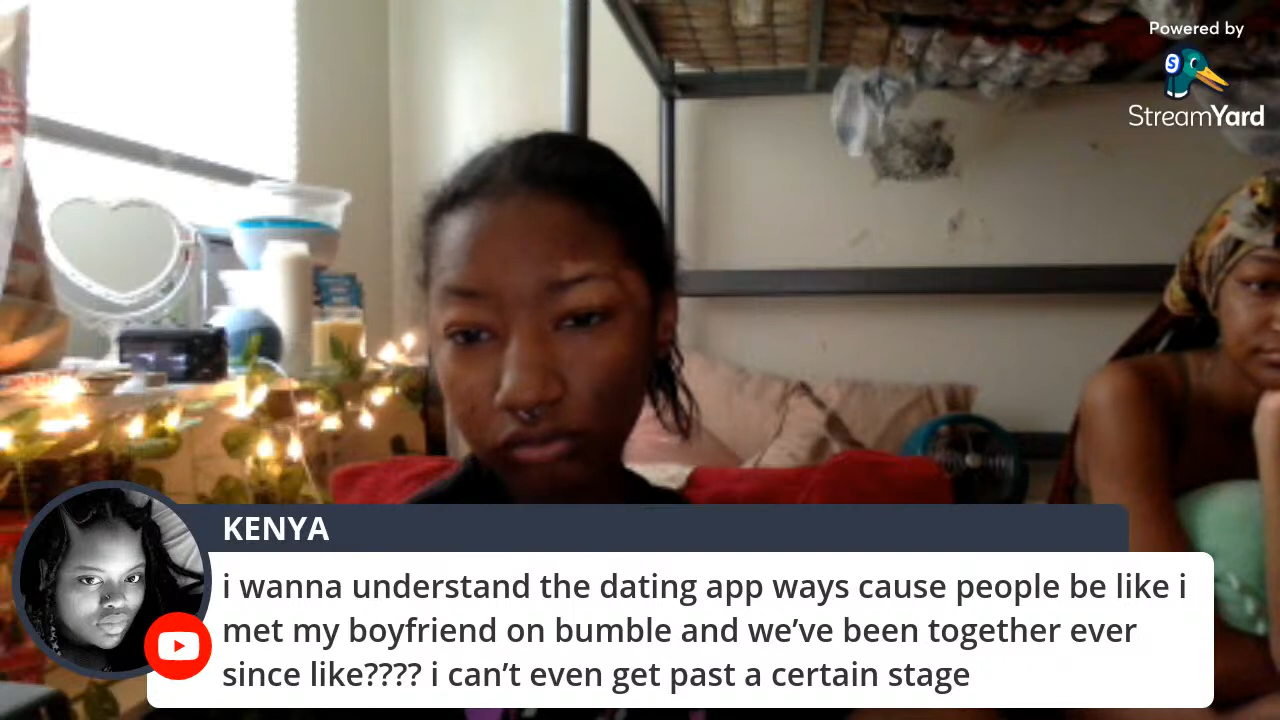 Powered by
S
StreamYard
KENYA
i wanna understand the dating app ways cause people be like i
met my boyfriend on bumble and we’ve been together ever
since like???? i can’t even get past a certain stage